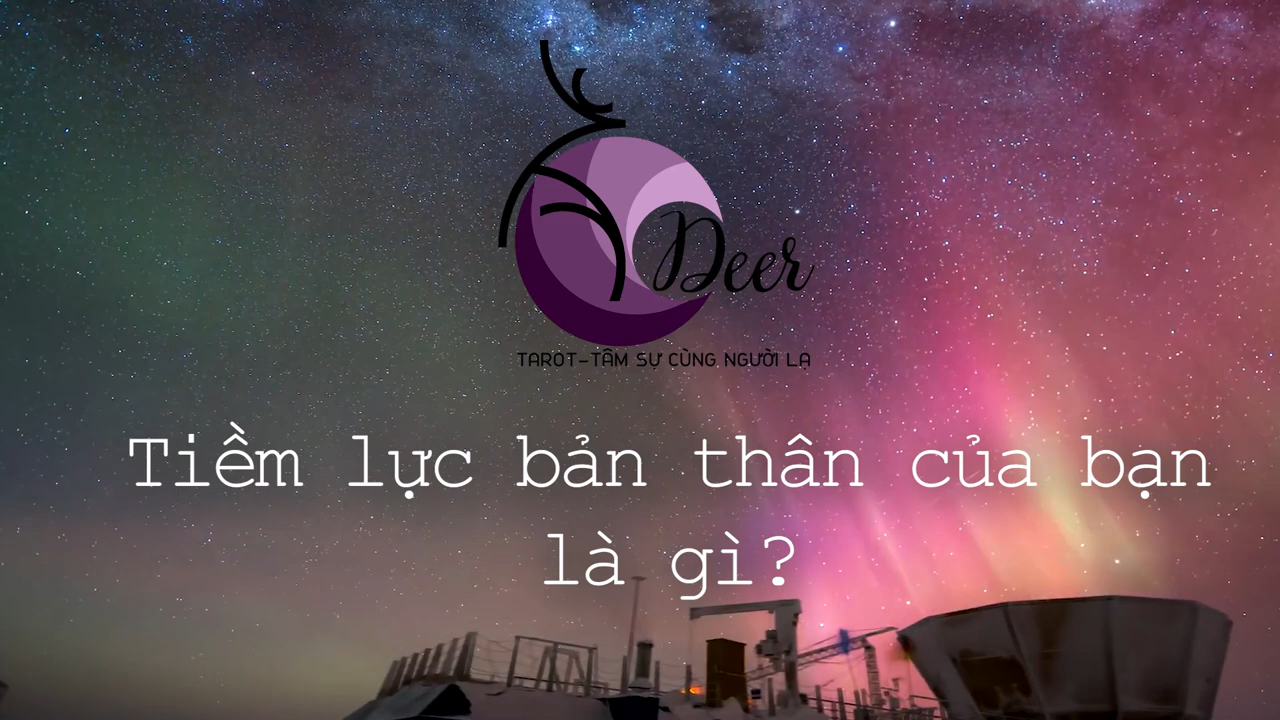 Deer
TAROT-TÂM SỰ CÙNG NGƯỜI LẠ
Tiềm lực bản thân của bạn
là gì?